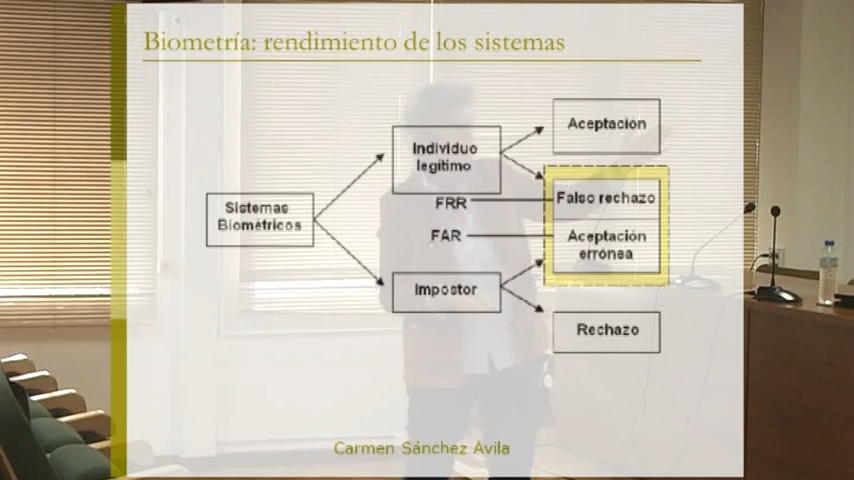 Biometría: rendimiento de los sistemas
Aceptación
Individuo
legítimo
Sistemas
Biométricos
FRR
Falso rechazo
FAR
Aceptación
errónea
Impostor
Rechazo
Carmen Sánchez Avila